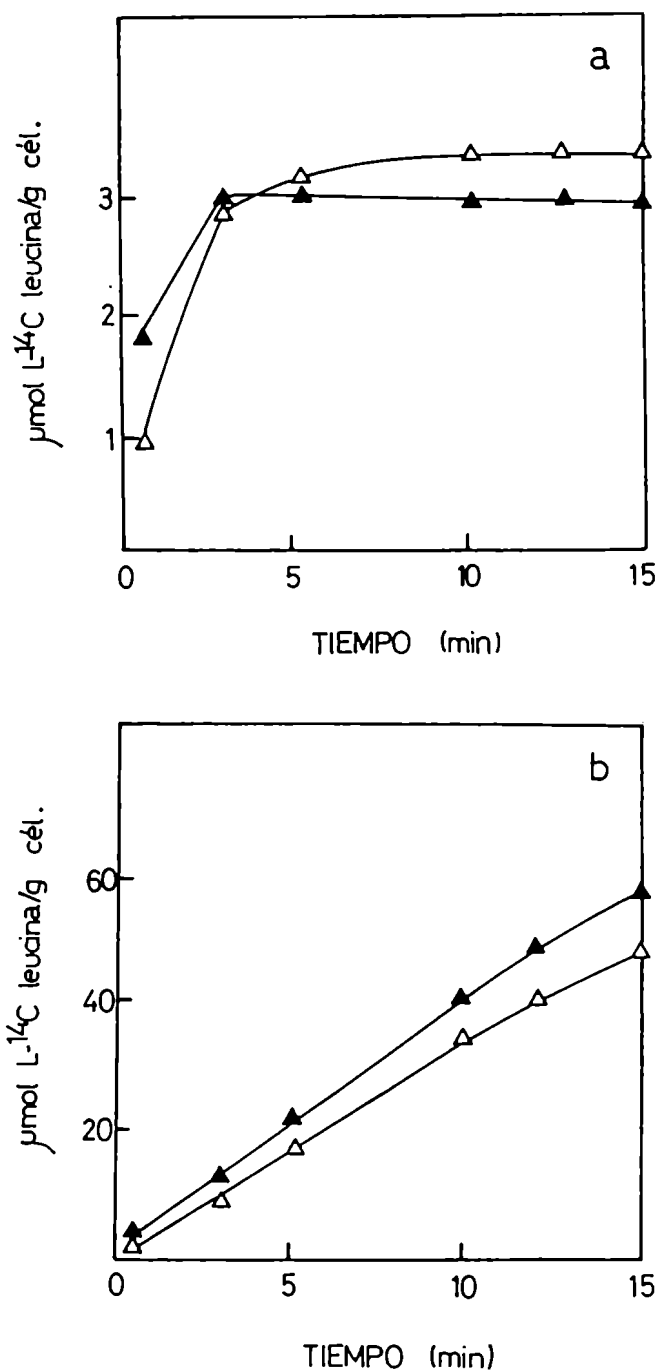 a
µmol L-¹⁴C leucina/g cél.
3
2
1
0
5
10
15
TIEMPO (min)
b
µmol L-¹⁴C leucina/g cél.
60
40
20
0
5
10
15
TIEMPO (min)